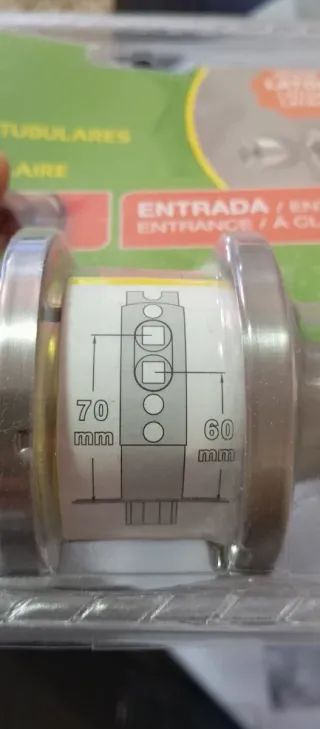 TUBULARES
AIRE
ENTRADA / EN
ENTRANCE / À CL
70
mm
60
mm